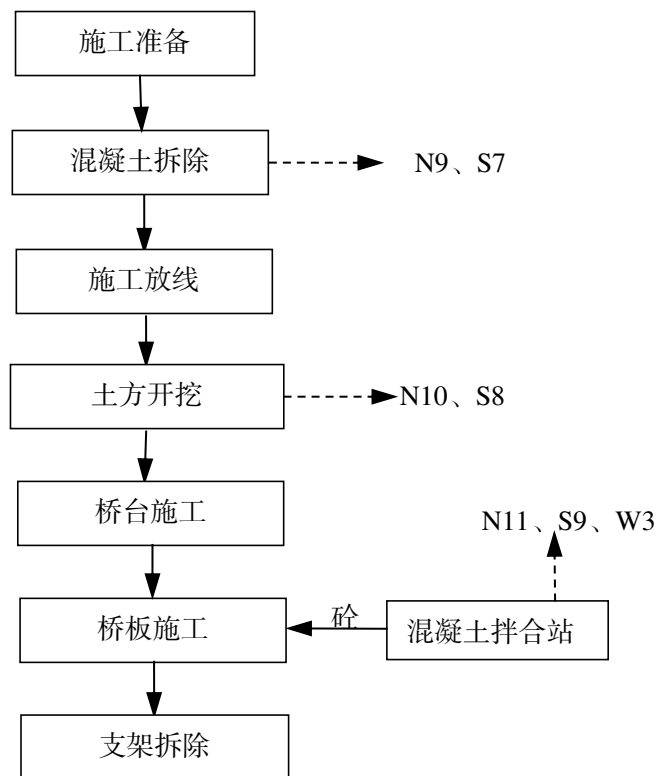 施工准备
混凝土拆除
N9、S7
施工放线
土方开挖
N10、S8
桥台施工
N11、S9、W3
桥板施工
砼
混凝土拌合站
支架拆除